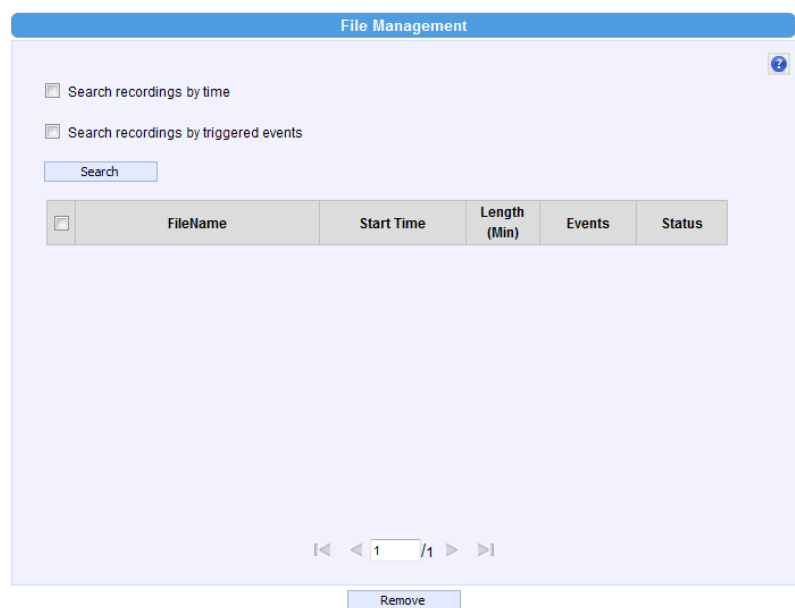 File Management
?
Search recordings by time
Search recordings by triggered events
Search
FileName Start Time Length (Min) Events Status
1 /1
Remove